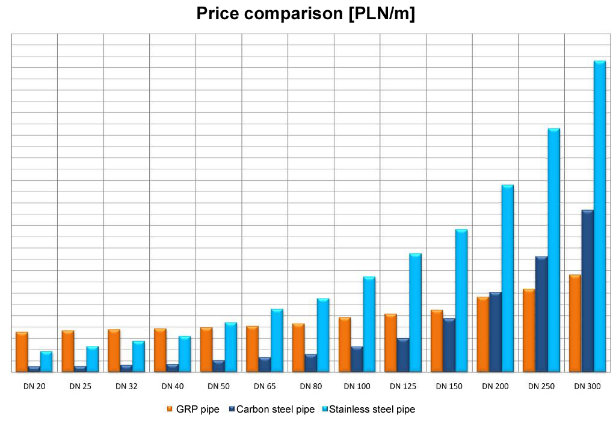 Price comparison [PLN/m]
DN 20 DN 25 DN 32 DN 40 DN 50 DN 65 DN 80 DN 100 DN 125 DN 150 DN 200 DN 250 DN 300
GRP pipe Carbon steel pipe Stainless steel pipe